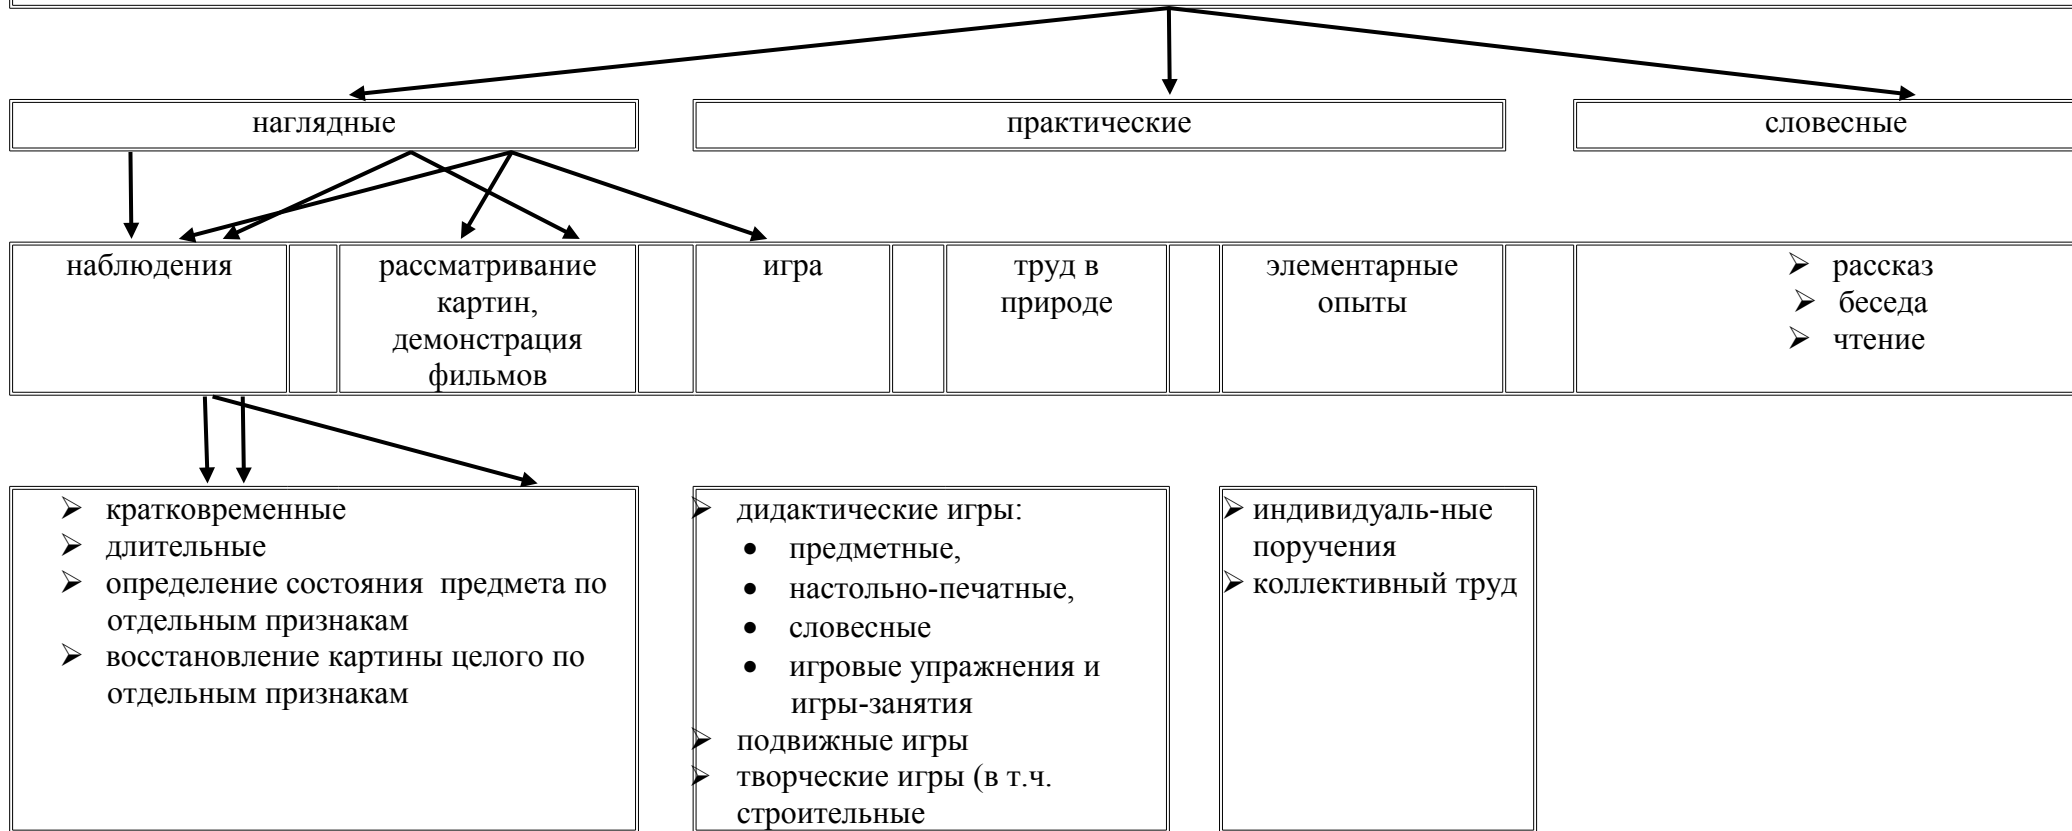 наглядные
практические
словесные
наблюдения
рассматривание
картин,
демонстрация
фильмов
игра
труд в
природе
элементарные
опыты
➢ рассказ
➢ беседа
➢ чтение
➢ кратковременные
➢ длительные
➢ определение состояния предмета по
отдельным признакам
➢ восстановление картины целого по
отдельным признакам
➢ дидактические игры:
• предметные,
• настольно-печатные,
• словесные
• игровые упражнения и
игры-занятия
➢ подвижные игры
➢ творческие игры (в т.ч.
строительные
➢ индивидуаль-ные
поручения
➢ коллективный труд